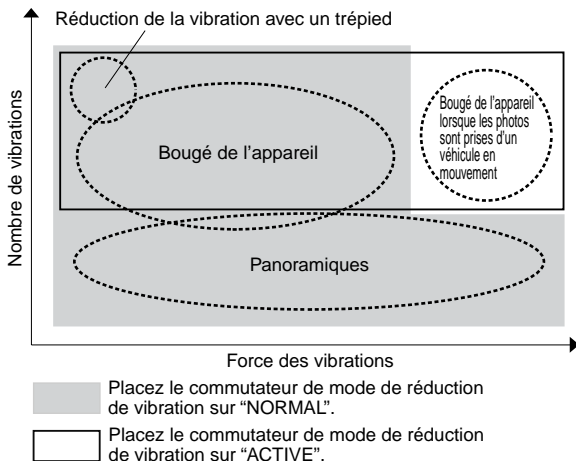 Réduction de la vibration avec un trépied
Nombre de vibrations
Bougé de l'appareil
Bougé de l'appareil
lorsque les photos
sont prises d'un
véhicule en
mouvement
Panoramiques
Force des vibrations
Placez le commutateur de mode de réduction
de vibration sur “NORMAL”.
Placez le commutateur de mode de réduction
de vibration sur “ACTIVE”.